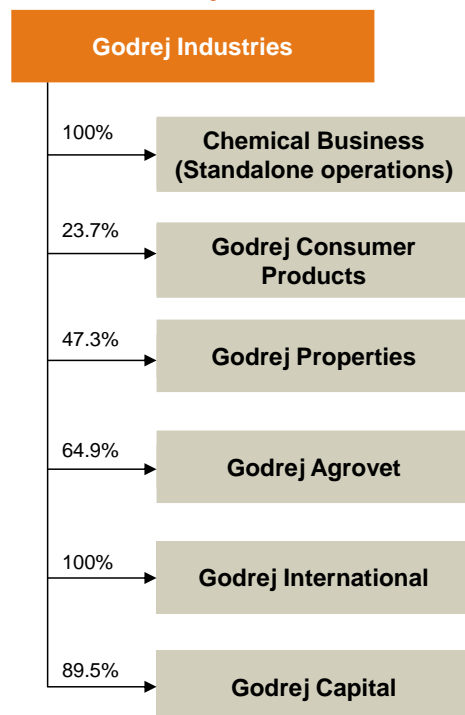 Godrej Industries
100%
Chemical Business
(Standalone operations)
23.7%
Godrej Consumer
Products
47.3%
Godrej Properties
64.9%
Godrej Agrovet
100%
Godrej International
89.5%
Godrej Capital